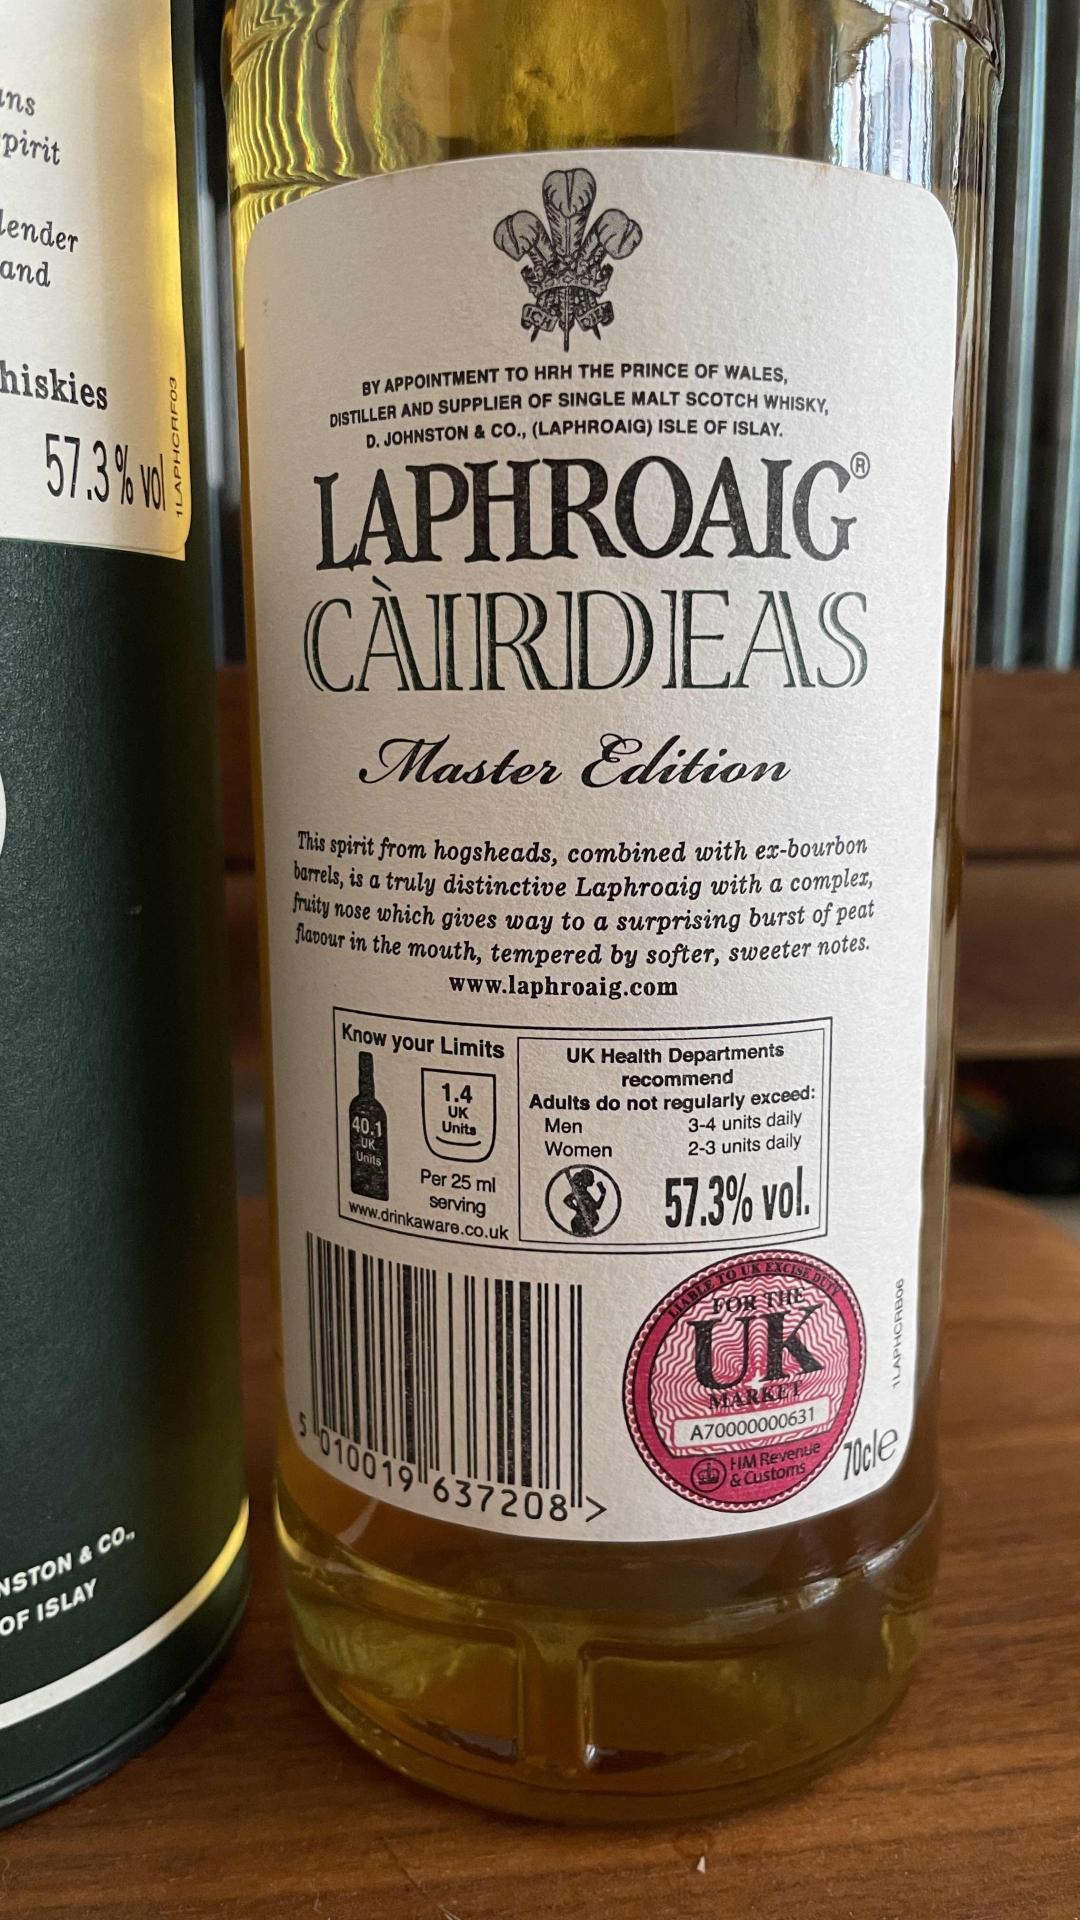 ans
spirit
lender
and
hiskies
57.3% vol
1LAPHCRF03
NSTON & CO.,
OF ISLAY
ICH DIEN
BY APPOINTMENT TO HRH THE PRINCE OF WALES,
DISTILLER AND SUPPLIER OF SINGLE MALT SCOTCH WHISKY,
D. JOHNSTON & CO., (LAPHROAIG) ISLE OF ISLAY.
LAPHROAIG®
CÀIRDEAS
Master Edition
This spirit from hogsheads, combined with ex-bourbon
barrels, is a truly distinctive Laphroaig with a complex,
fruity nose which gives way to a surprising burst of peat
flavour in the mouth, tempered by softer, sweeter notes.
www.laphroaig.com
Know your Limits
40.1
UK
Units
1.4
UK
Units
Per 25 ml
serving
www.drinkaware.co.uk
UK Health Departments
recommend
Adults do not regularly exceed:
Men 3-4 units daily
Women 2-3 units daily
57.3% vol.
5 010019 637208 >
LIABLE TO UK EXCISE DUTY
FOR THE
UK
MARKET
A70000000631
HM Revenue
& Customs
70cl e
1LAPHCRB06